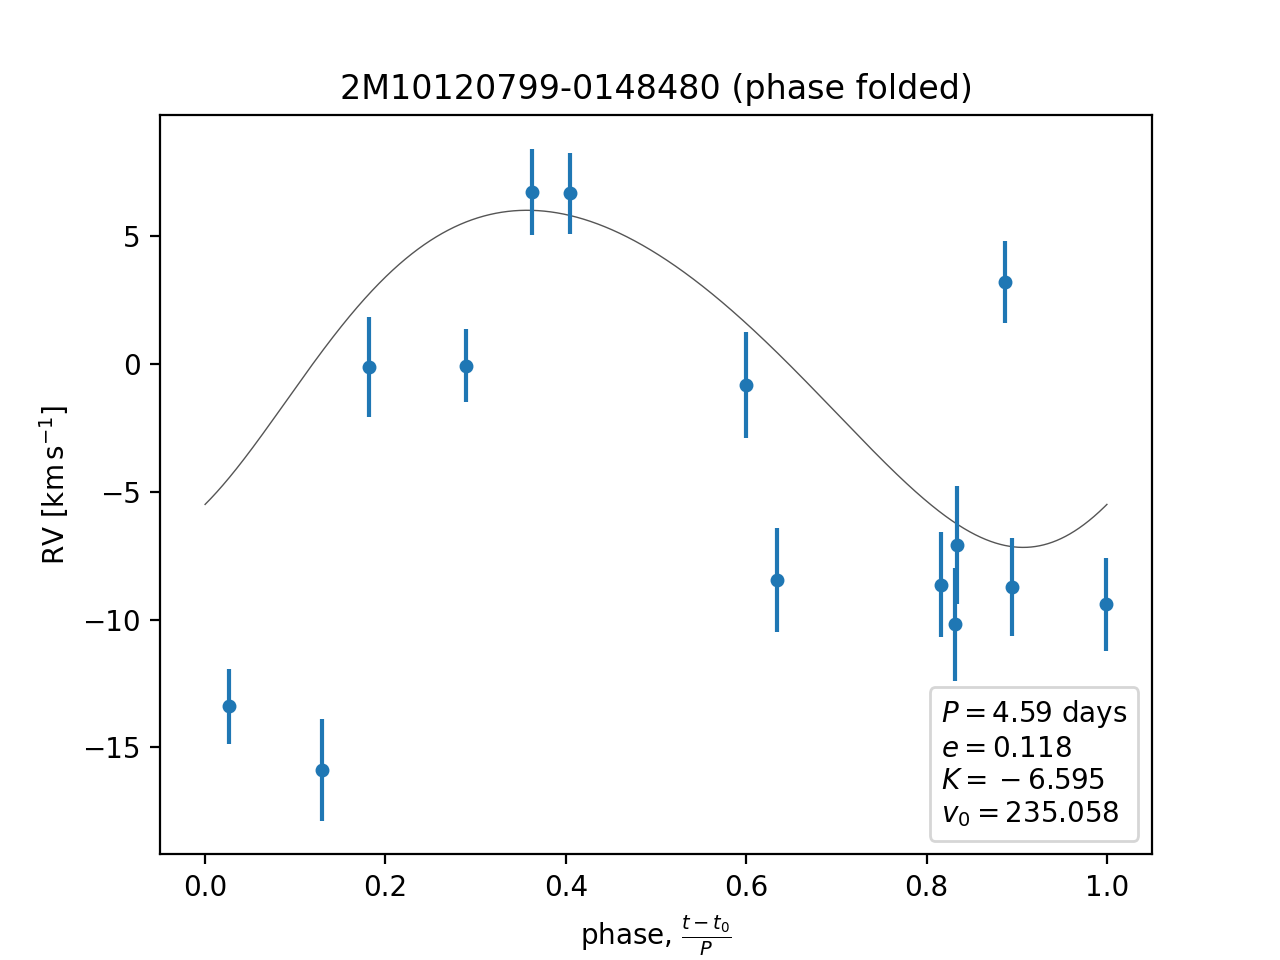 2M10120799-0148480 (phase folded)
RV [km s⁻¹]
5
0
−5
−10
−15
P = 4.59 days
e = 0.118
K = −6.595
v₀ = 235.058
0.0 0.2 0.4 0.6 0.8 1.0
phase, (t − t₀)/P